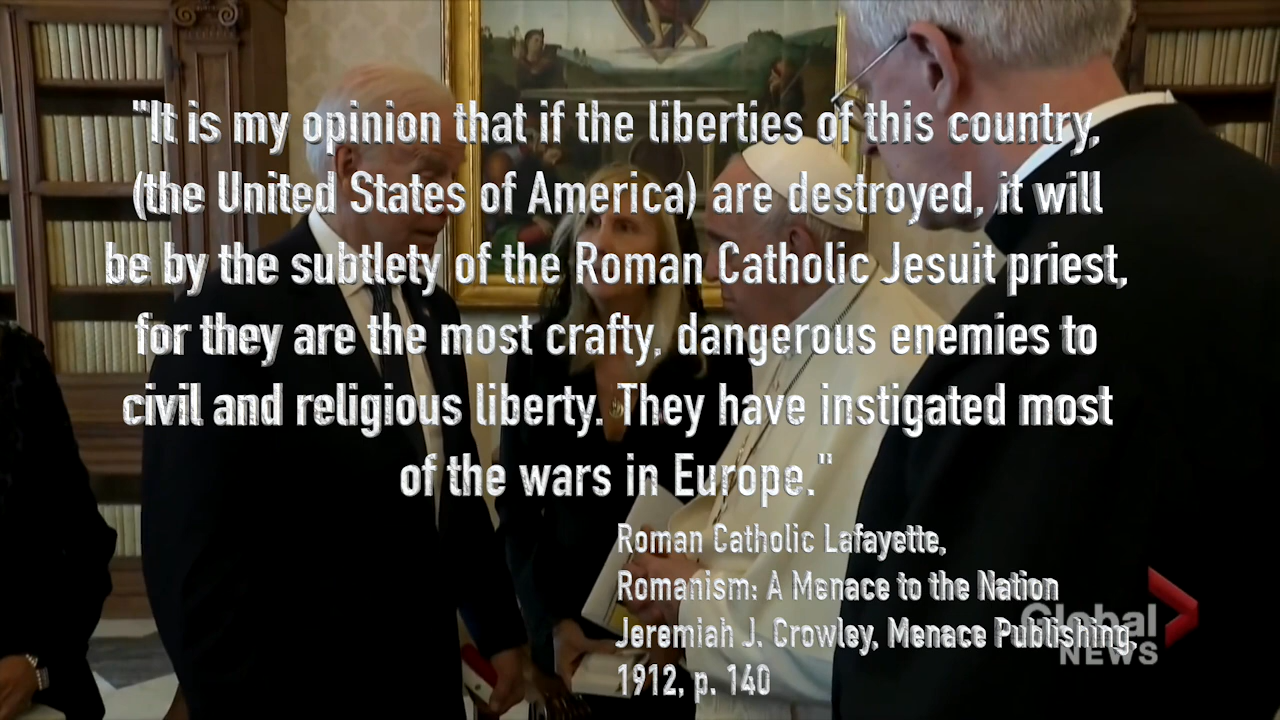 "It is my opinion that if the liberties of this country,
(the United States of America) are destroyed, it will
be by the subtlety of the Roman Catholic Jesuit priest,
for they are the most crafty, dangerous enemies to
civil and religious liberty. They have instigated most
of the wars in Europe."
Roman Catholic Lafayette,
Romanism: A Menace to the Nation
Jeremiah J. Crowley, Menace Publishing,
1912, p. 140
Global
NEWS